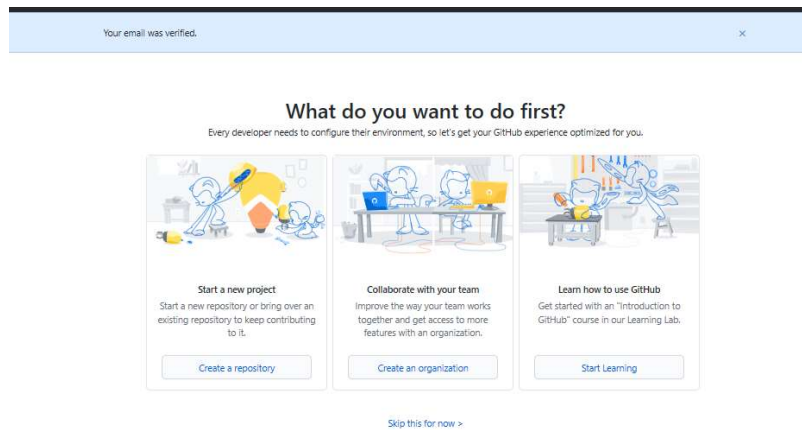 Your email was verified.
×
What do you want to do first?
Every developer needs to configure their environment, so let's get your GitHub experience optimized for you.
Start a new project
Start a new repository or bring over an
existing repository to keep contributing
to it.
Create a repository
Collaborate with your team
Improve the way your team works
together and get access to more
features with an organization.
Create an organization
Learn how to use GitHub
Get started with an "Introduction to
GitHub" course in our Learning Lab.
Start Learning
Skip this for now >